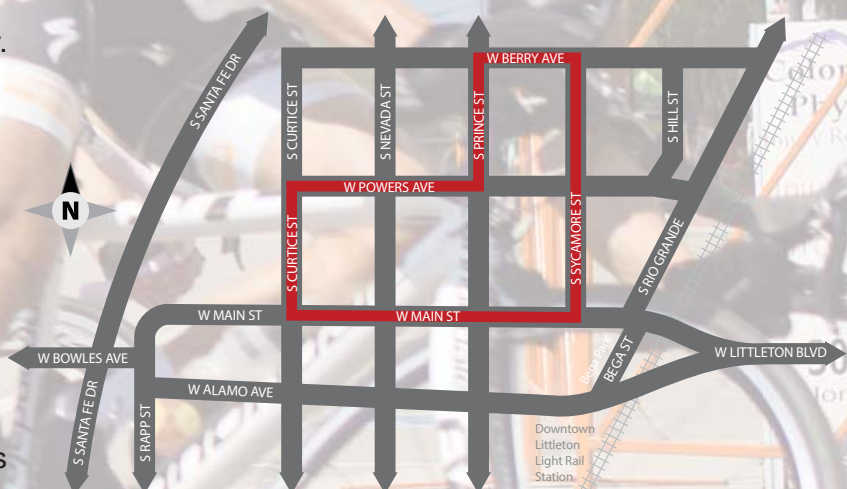 S SANTA FE DR
S CURTICE ST
S NEVADA ST
S PRINCE ST
W BERRY AVE
S HILL ST
N
W POWERS AVE
S CURTICE ST
S SYCAMORE ST
S RIO GRANDE
W MAIN ST
W MAIN ST
W BOWLES AVE
W LITTLETON BLVD
Bega Park
BEGA ST
S SANTA FE DR
S RAPP ST
W ALAMO AVE
Downtown
Littleton
Light Rail
Station